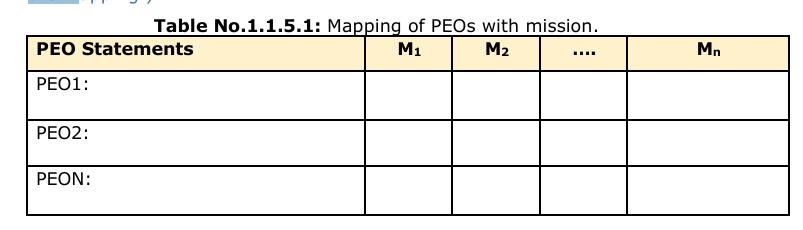 Table No.1.1.5.1: Mapping of PEOs with mission.
PEO Statements M₁ M₂ .... Mₙ
PEO1:
PEO2:
PEON: